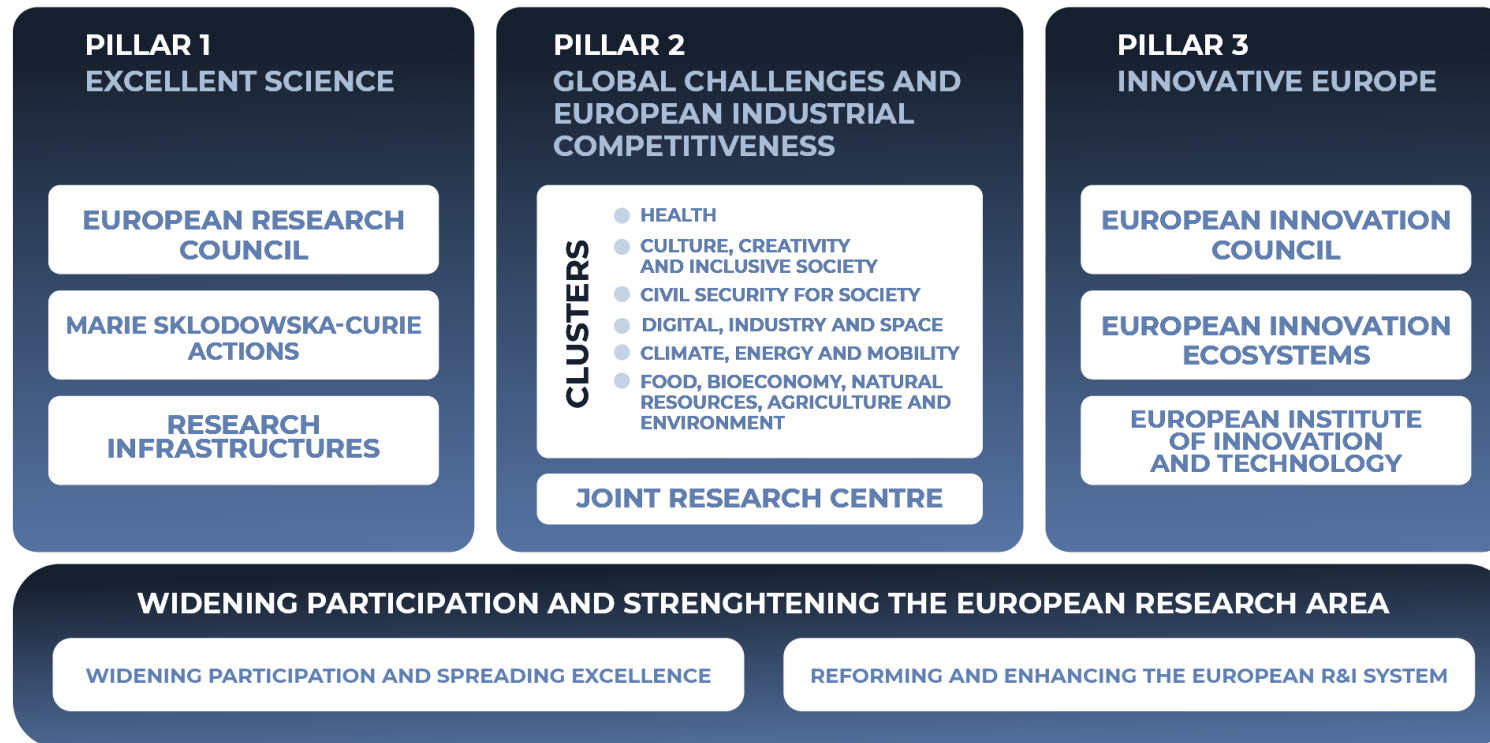 PILLAR 1
EXCELLENT SCIENCE
EUROPEAN RESEARCH
COUNCIL
MARIE SKLODOWSKA-CURIE
ACTIONS
RESEARCH
INFRASTRUCTURES
PILLAR 2
GLOBAL CHALLENGES AND
EUROPEAN INDUSTRIAL
COMPETITIVENESS
CLUSTERS
HEALTH
CULTURE, CREATIVITY
AND INCLUSIVE SOCIETY
CIVIL SECURITY FOR SOCIETY
DIGITAL, INDUSTRY AND SPACE
CLIMATE, ENERGY AND MOBILITY
FOOD, BIOECONOMY, NATURAL
RESOURCES, AGRICULTURE AND
ENVIRONMENT
JOINT RESEARCH CENTRE
PILLAR 3
INNOVATIVE EUROPE
EUROPEAN INNOVATION
COUNCIL
EUROPEAN INNOVATION
ECOSYSTEMS
EUROPEAN INSTITUTE
OF INNOVATION
AND TECHNOLOGY
WIDENING PARTICIPATION AND STRENGHTENING THE EUROPEAN RESEARCH AREA
WIDENING PARTICIPATION AND SPREADING EXCELLENCE
REFORMING AND ENHANCING THE EUROPEAN R&I SYSTEM